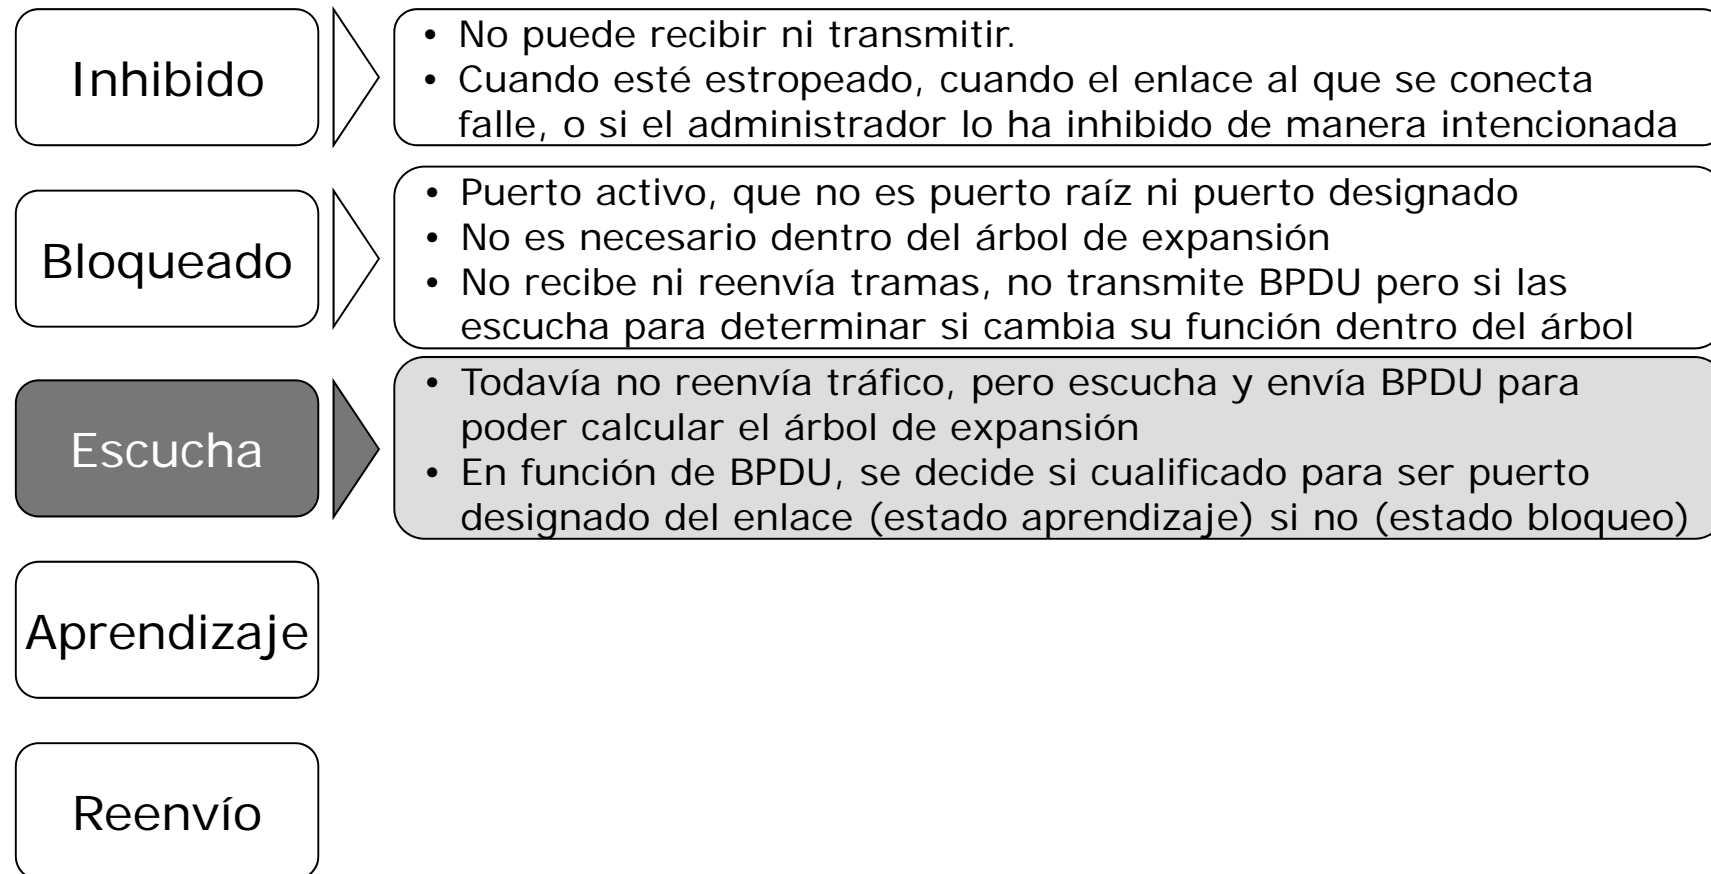 Inhibido
• No puede recibir ni transmitir.
• Cuando esté estropeado, cuando el enlace al que se conecta
falle, o si el administrador lo ha inhibido de manera intencionada
Bloqueado
• Puerto activo, que no es puerto raíz ni puerto designado
• No es necesario dentro del árbol de expansión
• No recibe ni reenvía tramas, no transmite BPDU pero si las
escucha para determinar si cambia su función dentro del árbol
Escucha
• Todavía no reenvía tráfico, pero escucha y envía BPDU para
poder calcular el árbol de expansión
• En función de BPDU, se decide si cualificado para ser puerto
designado del enlace (estado aprendizaje) si no (estado bloqueo)
Aprendizaje
Reenvío